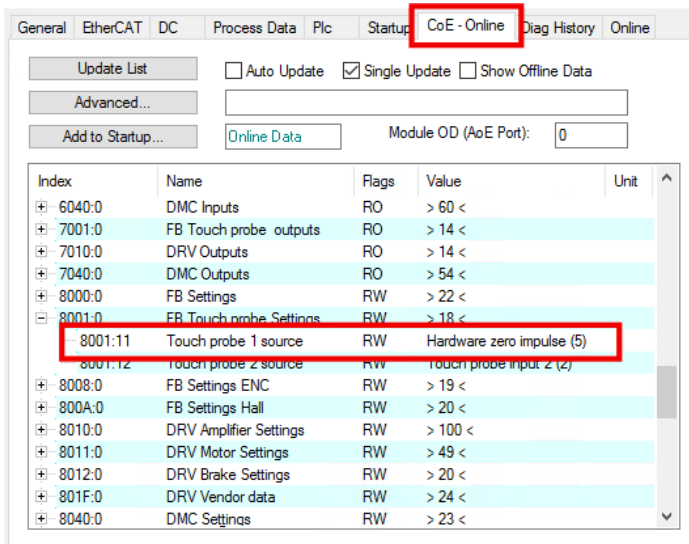 General EtherCAT DC Process Data Plc Startup CoE - Online Diag History Online
Update List Auto Update Single Update Show Offline Data
Advanced...
Add to Startup... Online Data Module OD (AoE Port): 0
Index Name Flags Value Unit
6040:0 DMC Inputs RO > 60 <
7001:0 FB Touch probe outputs RO > 14 <
7010:0 DRV Outputs RO > 14 <
7040:0 DMC Outputs RO > 54 <
8000:0 FB Settings RW > 22 <
8001:0 FB Touch probe Settings RW > 18 <
8001:11 Touch probe 1 source RW Hardware zero impulse (5)
8001:12 Touch probe 2 source RW Touch probe input 2 (2)
8008:0 FB Settings ENC RW > 19 <
800A:0 FB Settings Hall RW > 20 <
8010:0 DRV Amplifier Settings RW > 100 <
8011:0 DRV Motor Settings RW > 49 <
8012:0 DRV Brake Settings RW > 20 <
801F:0 DRV Vendor data RW > 24 <
8040:0 DMC Settings RW > 23 <